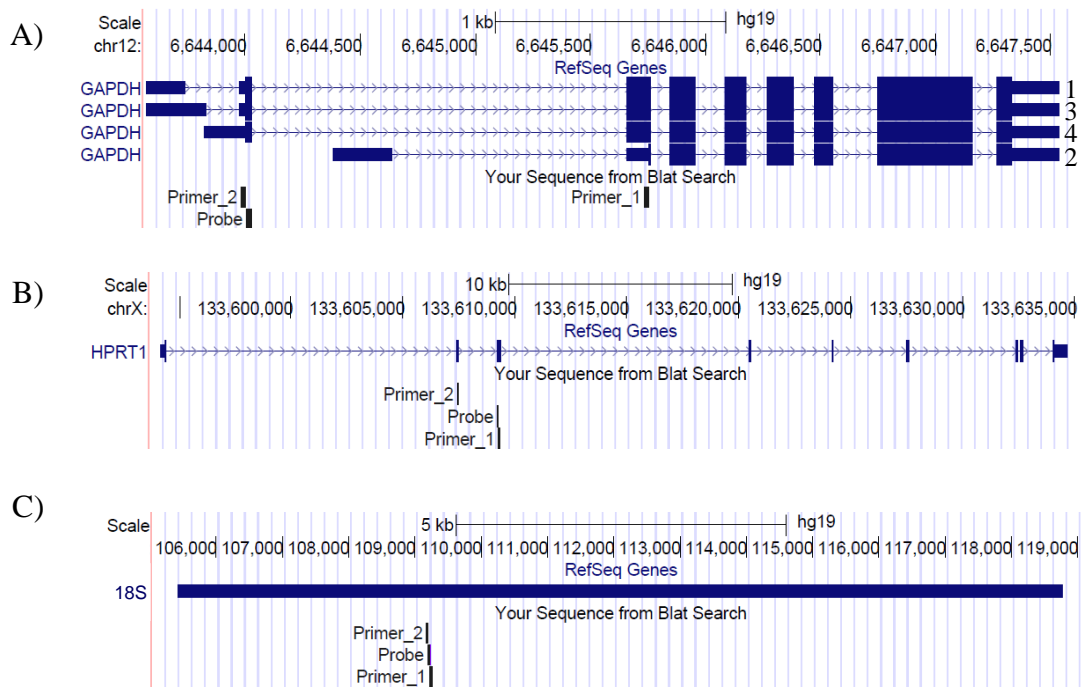 A)
Scale 1 kb hg19
chr12: 6,644,000 6,644,500 6,645,000 6,645,500 6,646,000 6,646,500 6,647,000 6,647,500
RefSeq Genes
GAPDH 1
GAPDH 3
GAPDH 4
GAPDH 2
Your Sequence from Blat Search
Primer_2 Primer_1
Probe
B)
Scale 10 kb hg19
chrX: 133,600,000 133,605,000 133,610,000 133,615,000 133,620,000 133,625,000 133,630,000 133,635,000
RefSeq Genes
HPRT1
Your Sequence from Blat Search
Primer_2
Probe
Primer_1
C)
Scale 5 kb hg19
106,000 107,000 108,000 109,000 110,000 111,000 112,000 113,000 114,000 115,000 116,000 117,000 118,000 119,000
RefSeq Genes
18S
Your Sequence from Blat Search
Primer_2
Probe
Primer_1